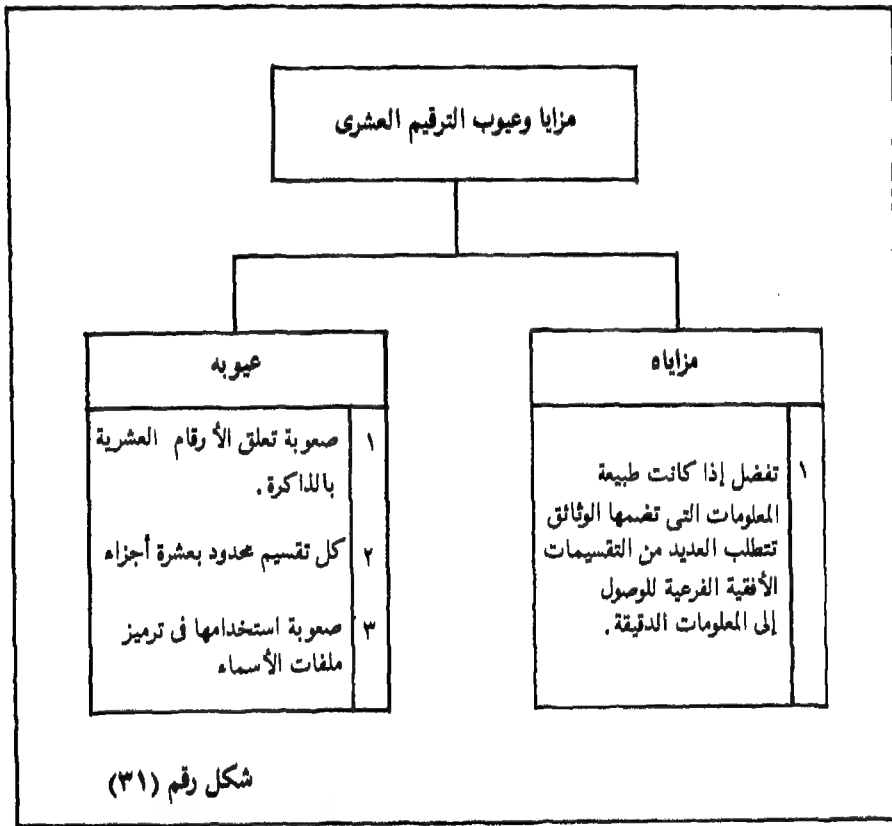 مزايا وعيوب الترقيم العشرى
مزاياه
١ تفضل إذا كانت طبيعة
المعلومات التى تضمها الوثائق
تتطلب العديد من التقسيمات
الأفقية الفرعية للوصول
إلى المعلومات الدقيقة .
عيوبه
١ صعوبة تعلق الأرقام العشرية
بالذاكرة .
٢ كل تقسيم محدود بعشرة أجزاء
٣ صعوبة استخدامها فى ترميز
ملفات الأسماء
شكل رقم (٣١)